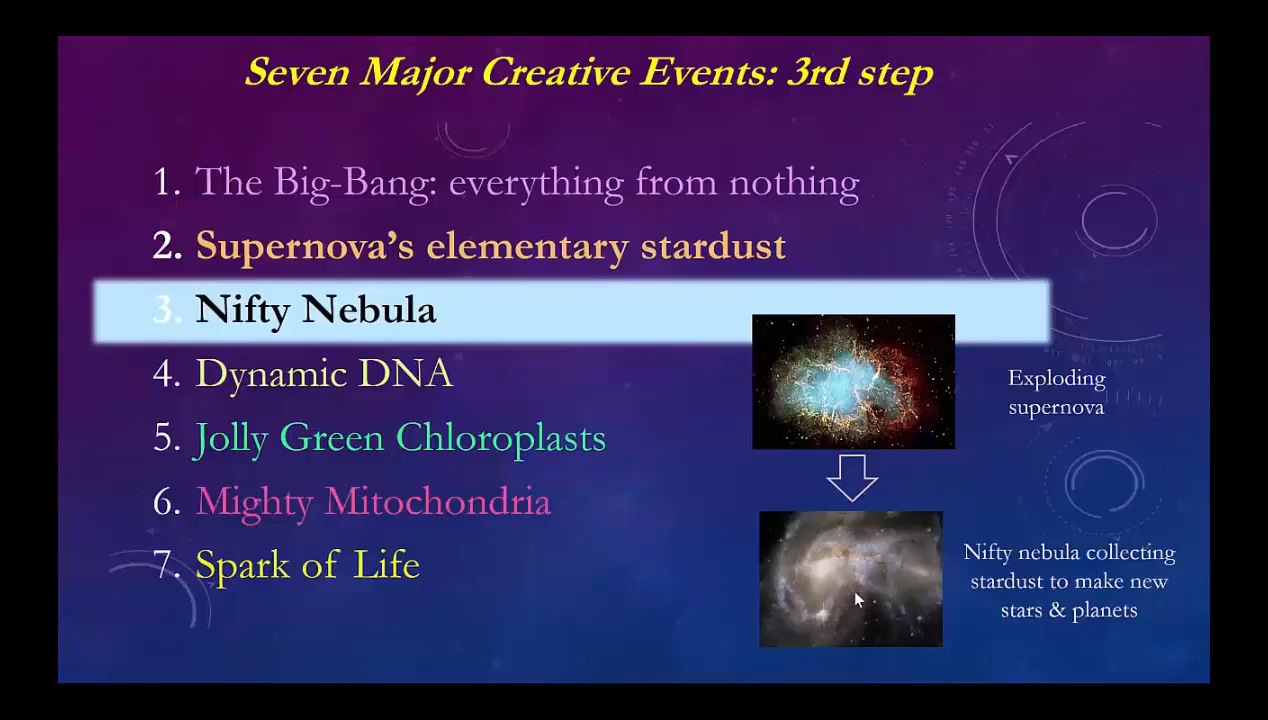 Seven Major Creative Events: 3rd step
1. The Big-Bang: everything from nothing
2. Supernova's elementary stardust
3. Nifty Nebula
4. Dynamic DNA
5. Jolly Green Chloroplasts
6. Mighty Mitochondria
7. Spark of Life
Exploding
supernova
Nifty nebula collecting
stardust to make new
stars & planets